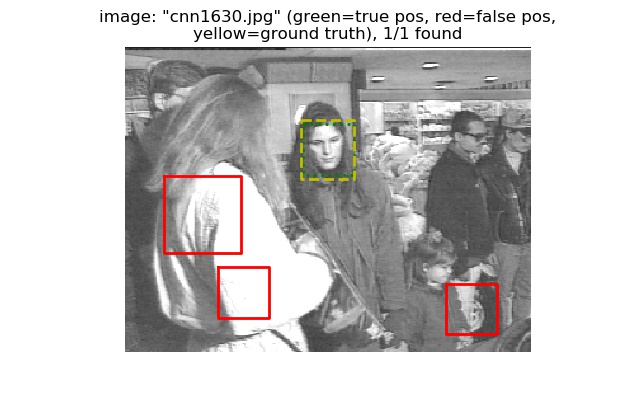 image: "cnn1630.jpg" (green=true pos, red=false pos,
yellow=ground truth), 1/1 found